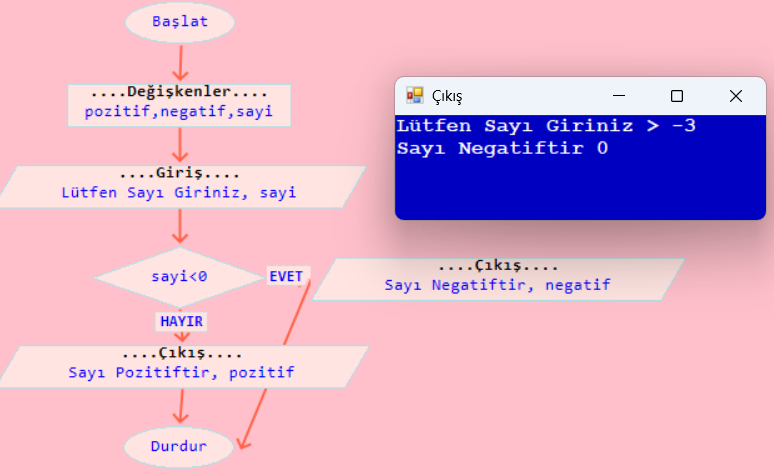 Başlat
....Değişkenler....
pozitif,negatif,sayi
....Giriş....
Lütfen Sayı Giriniz, sayi
sayi<0
EVET
....Çıkış....
Sayı Negatiftir, negatif
HAYIR
....Çıkış....
Sayı Pozitiftir, pozitif
Durdur
Çıkış
Lütfen Sayı Giriniz > -3
Sayı Negatiftir 0